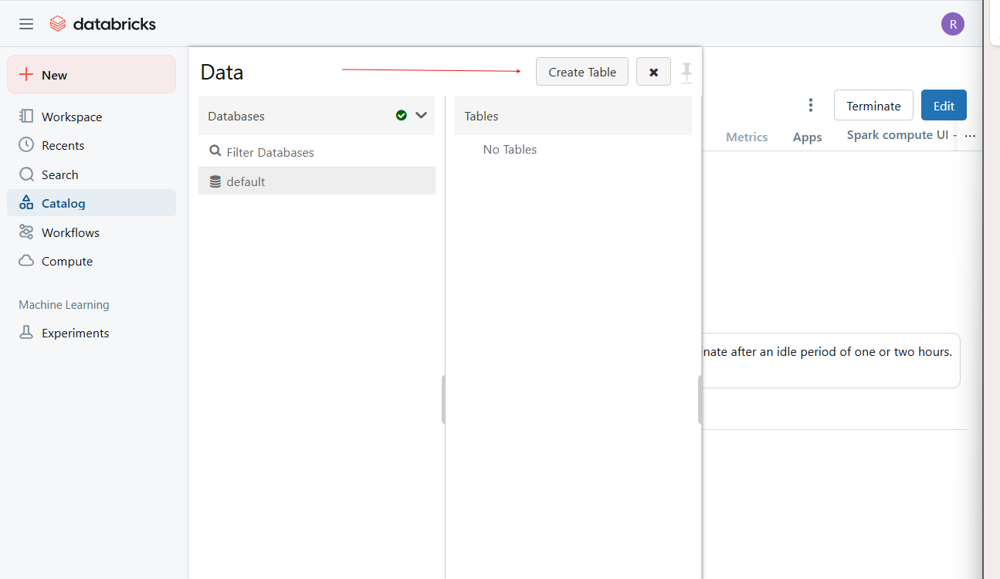 databricks
R
New
Workspace
Recents
Search
Catalog
Workflows
Compute
Machine Learning
Experiments
Data
Create Table
Databases
Filter Databases
default
Tables
No Tables
Terminate
Edit
Metrics
Apps
Spark compute UI -
inate after an idle period of one or two hours.